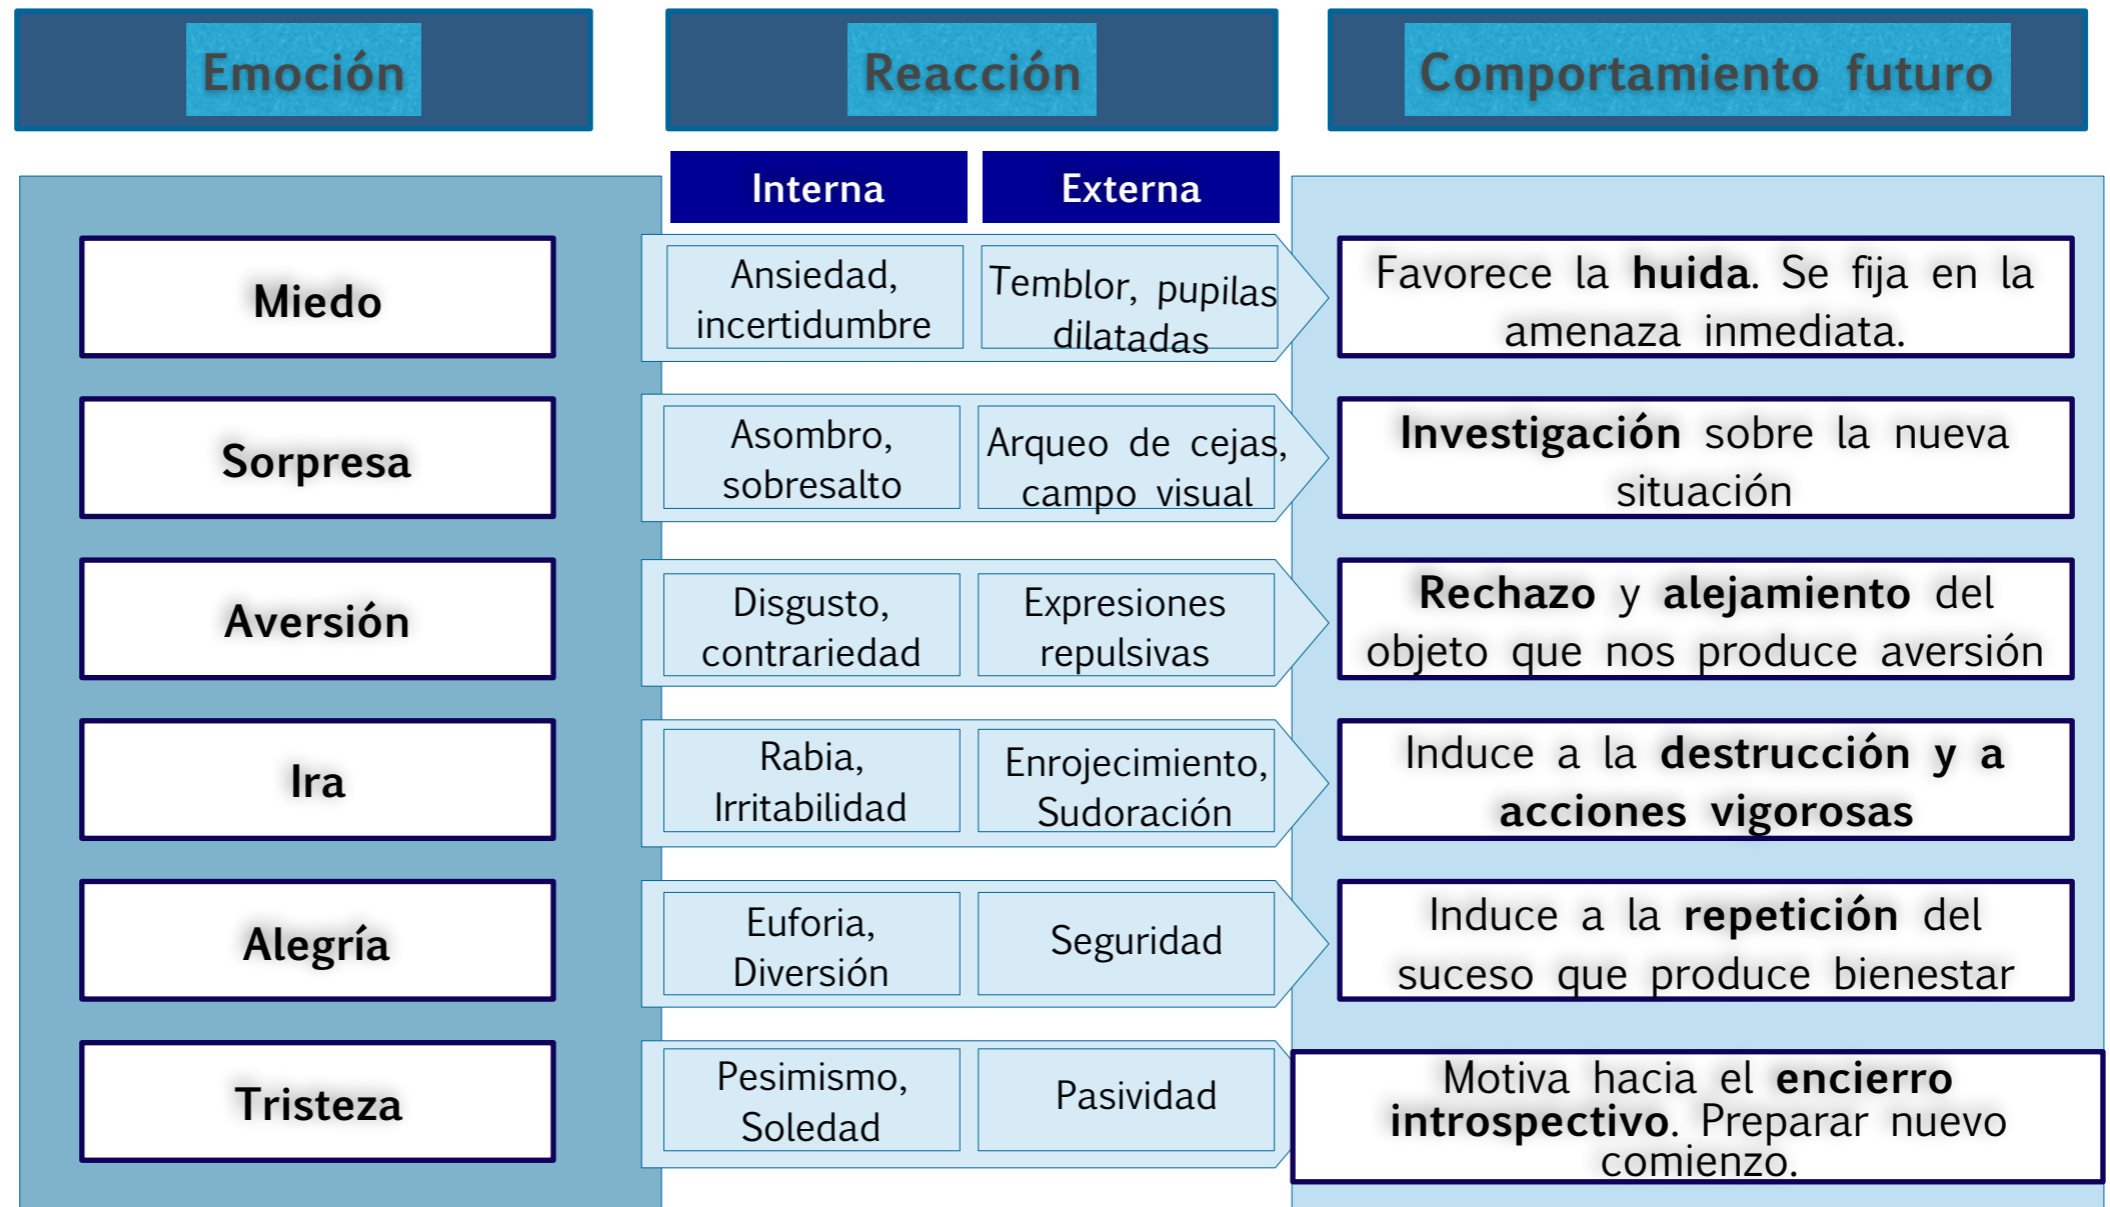 Emoción
Reacción
Comportamiento futuro
Interna
Externa
Miedo
Ansiedad,
incertidumbre
Temblor, pupilas
dilatadas
Favorece la huida. Se fija en la
amenaza inmediata.
Sorpresa
Asombro,
sobresalto
Arqueo de cejas,
campo visual
Investigación sobre la nueva
situación
Aversión
Disgusto,
contrariedad
Expresiones
repulsivas
Rechazo y alejamiento del
objeto que nos produce aversión
Ira
Rabia,
Irritabilidad
Enrojecimiento,
Sudoración
Induce a la destrucción y a
acciones vigorosas
Alegría
Euforia,
Diversión
Seguridad
Induce a la repetición del
suceso que produce bienestar
Tristeza
Pesimismo,
Soledad
Pasividad
Motiva hacia el encierro
introspectivo. Preparar nuevo
comienzo.